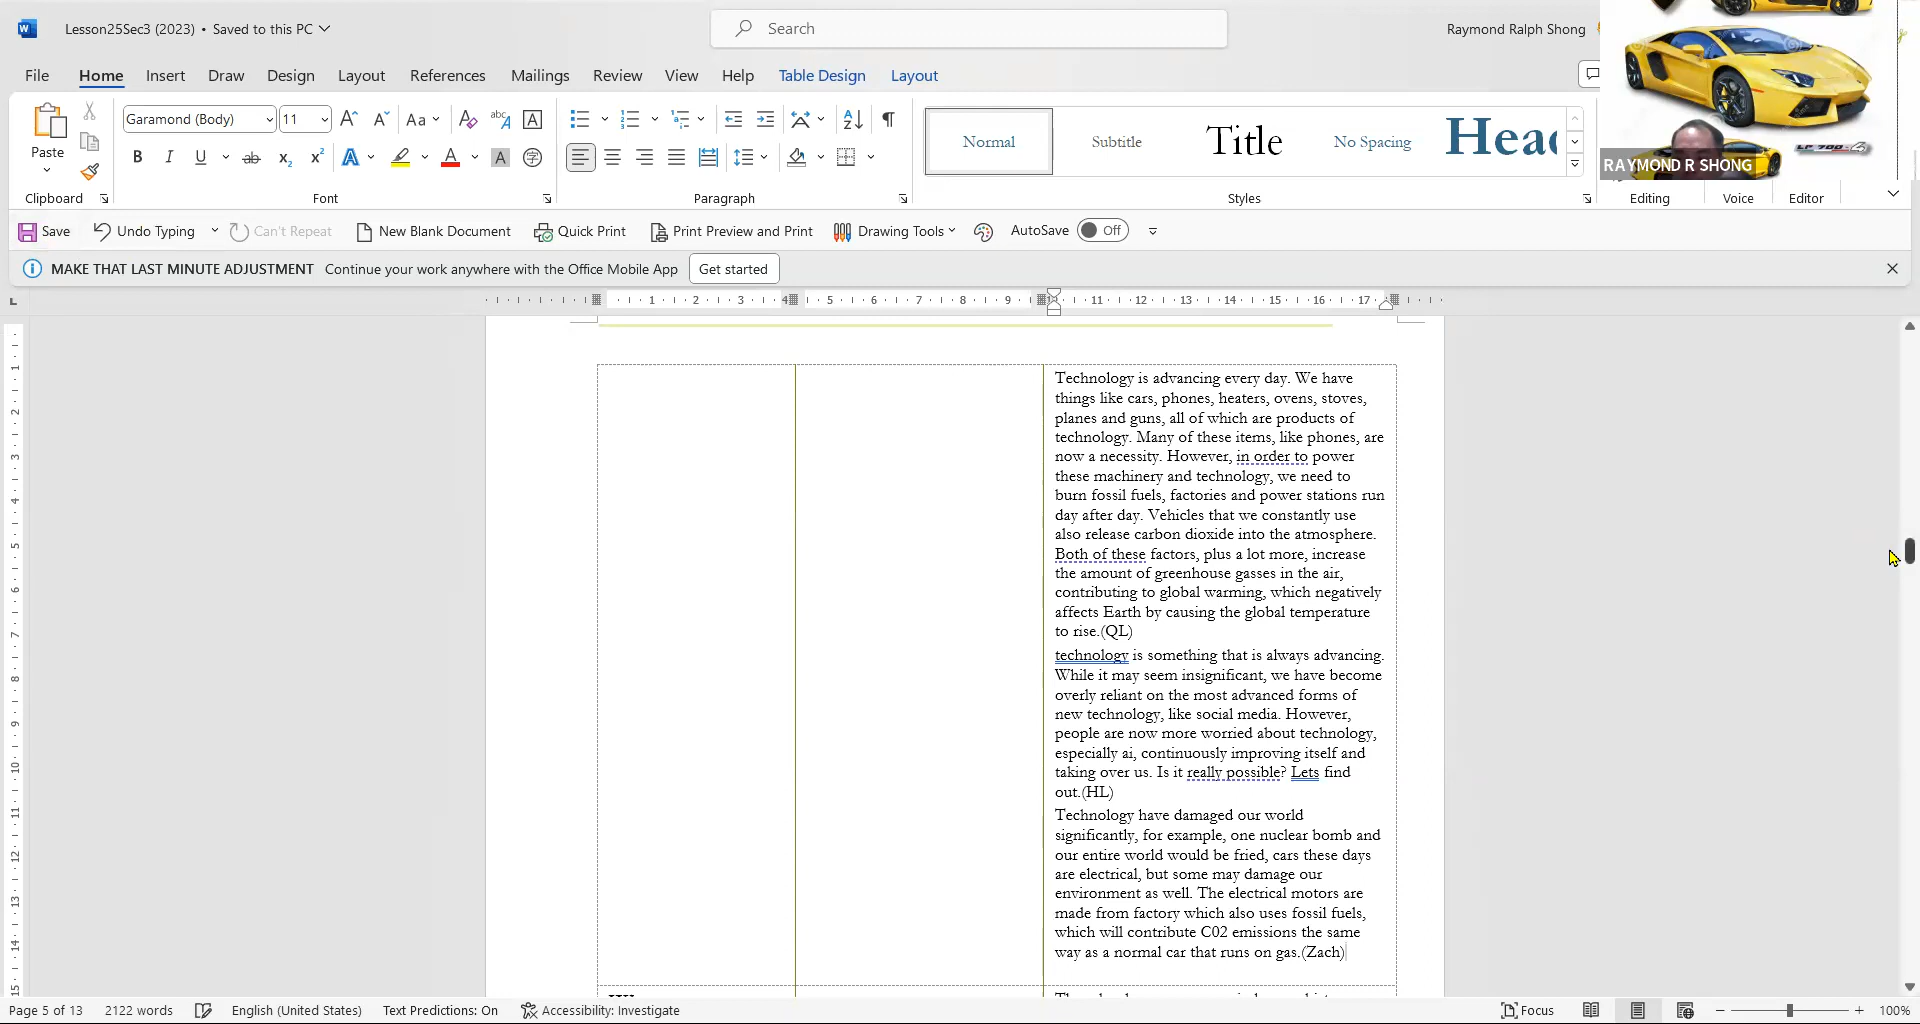 Lesson25Sec3 (2023) • Saved to this PC
Search
Raymond Ralph Shong
File Home Insert Draw Design Layout References Mailings Review View Help Table Design Layout
Garamond (Body) 11
Paste
Normal
Subtitle
Title
No Spacing
Head
LP 700-4
RAYMOND R SHONG
Clipboard Font Paragraph Styles Editing Voice Editor
Save Undo Typing Can't Repeat New Blank Document Quick Print Print Preview and Print Drawing Tools AutoSave Off
MAKE THAT LAST MINUTE ADJUSTMENT Continue your work anywhere with the Office Mobile App Get started
Technology is advancing every day. We have
things like cars, phones, heaters, ovens, stoves,
planes and guns, all of which are products of
technology. Many of these items, like phones, are
now a necessity. However, in order to power
these machinery and technology, we need to
burn fossil fuels, factories and power stations run
day after day. Vehicles that we constantly use
also release carbon dioxide into the atmosphere.
Both of these factors, plus a lot more, increase
the amount of greenhouse gasses in the air,
contributing to global warming, which negatively
affects Earth by causing the global temperature
to rise.(QL)
technology is something that is always advancing.
While it may seem insignificant, we have become
overly reliant on the most advanced forms of
new technology, like social media. However,
people are now more worried about technology,
especially ai, continuously improving itself and
taking over us. Is it really possible? Lets find
out.(HL)
Technology have damaged our world
significantly, for example, one nuclear bomb and
our entire world would be fried, cars these days
are electrical, but some may damage our
environment as well. The electrical motors are
made from factory which also uses fossil fuels,
which will contribute C02 emissions the same
way as a normal car that runs on gas.(Zach)
Page 5 of 13 2122 words English (United States) Text Predictions: On Accessibility: Investigate Focus 100%